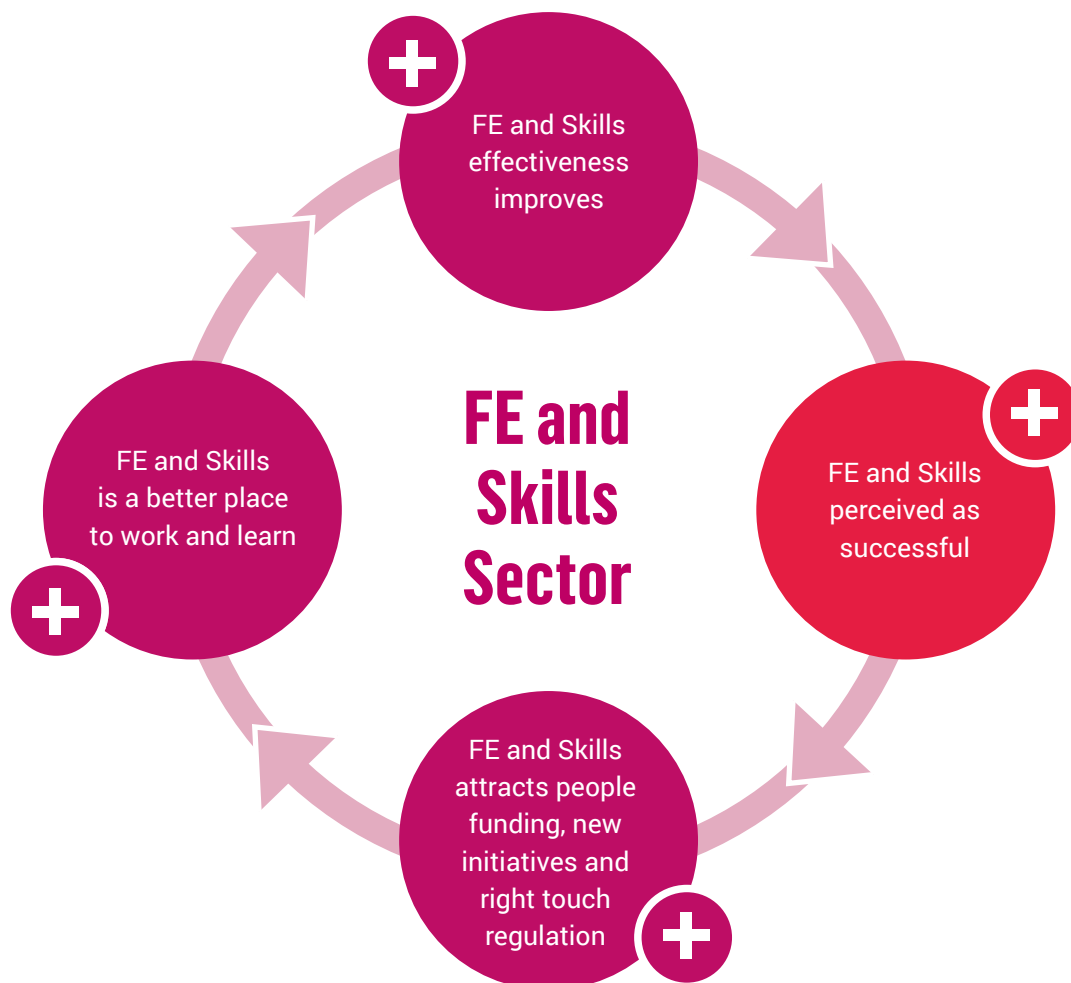 FE and Skills
effectiveness
improves
FE and Skills
perceived as
successful
FE and Skills
attracts people
funding, new
initiatives and
right touch
regulation
FE and Skills
is a better place
to work and learn
FE and
Skills
Sector